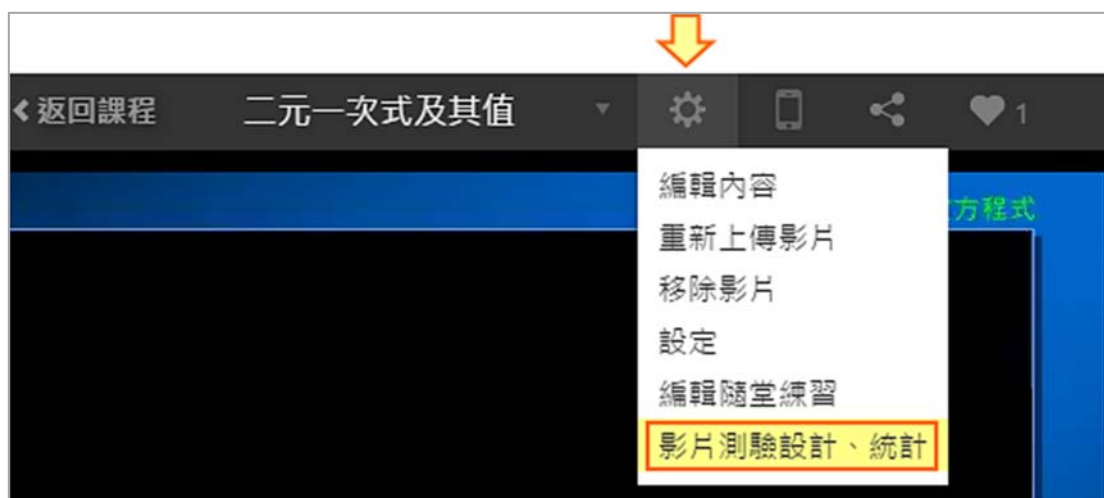 返回課程 二元一次式及其值 1
方程式
編輯內容
重新上傳影片
移除影片
設定
編輯隨堂練習
影片測驗設計、統計